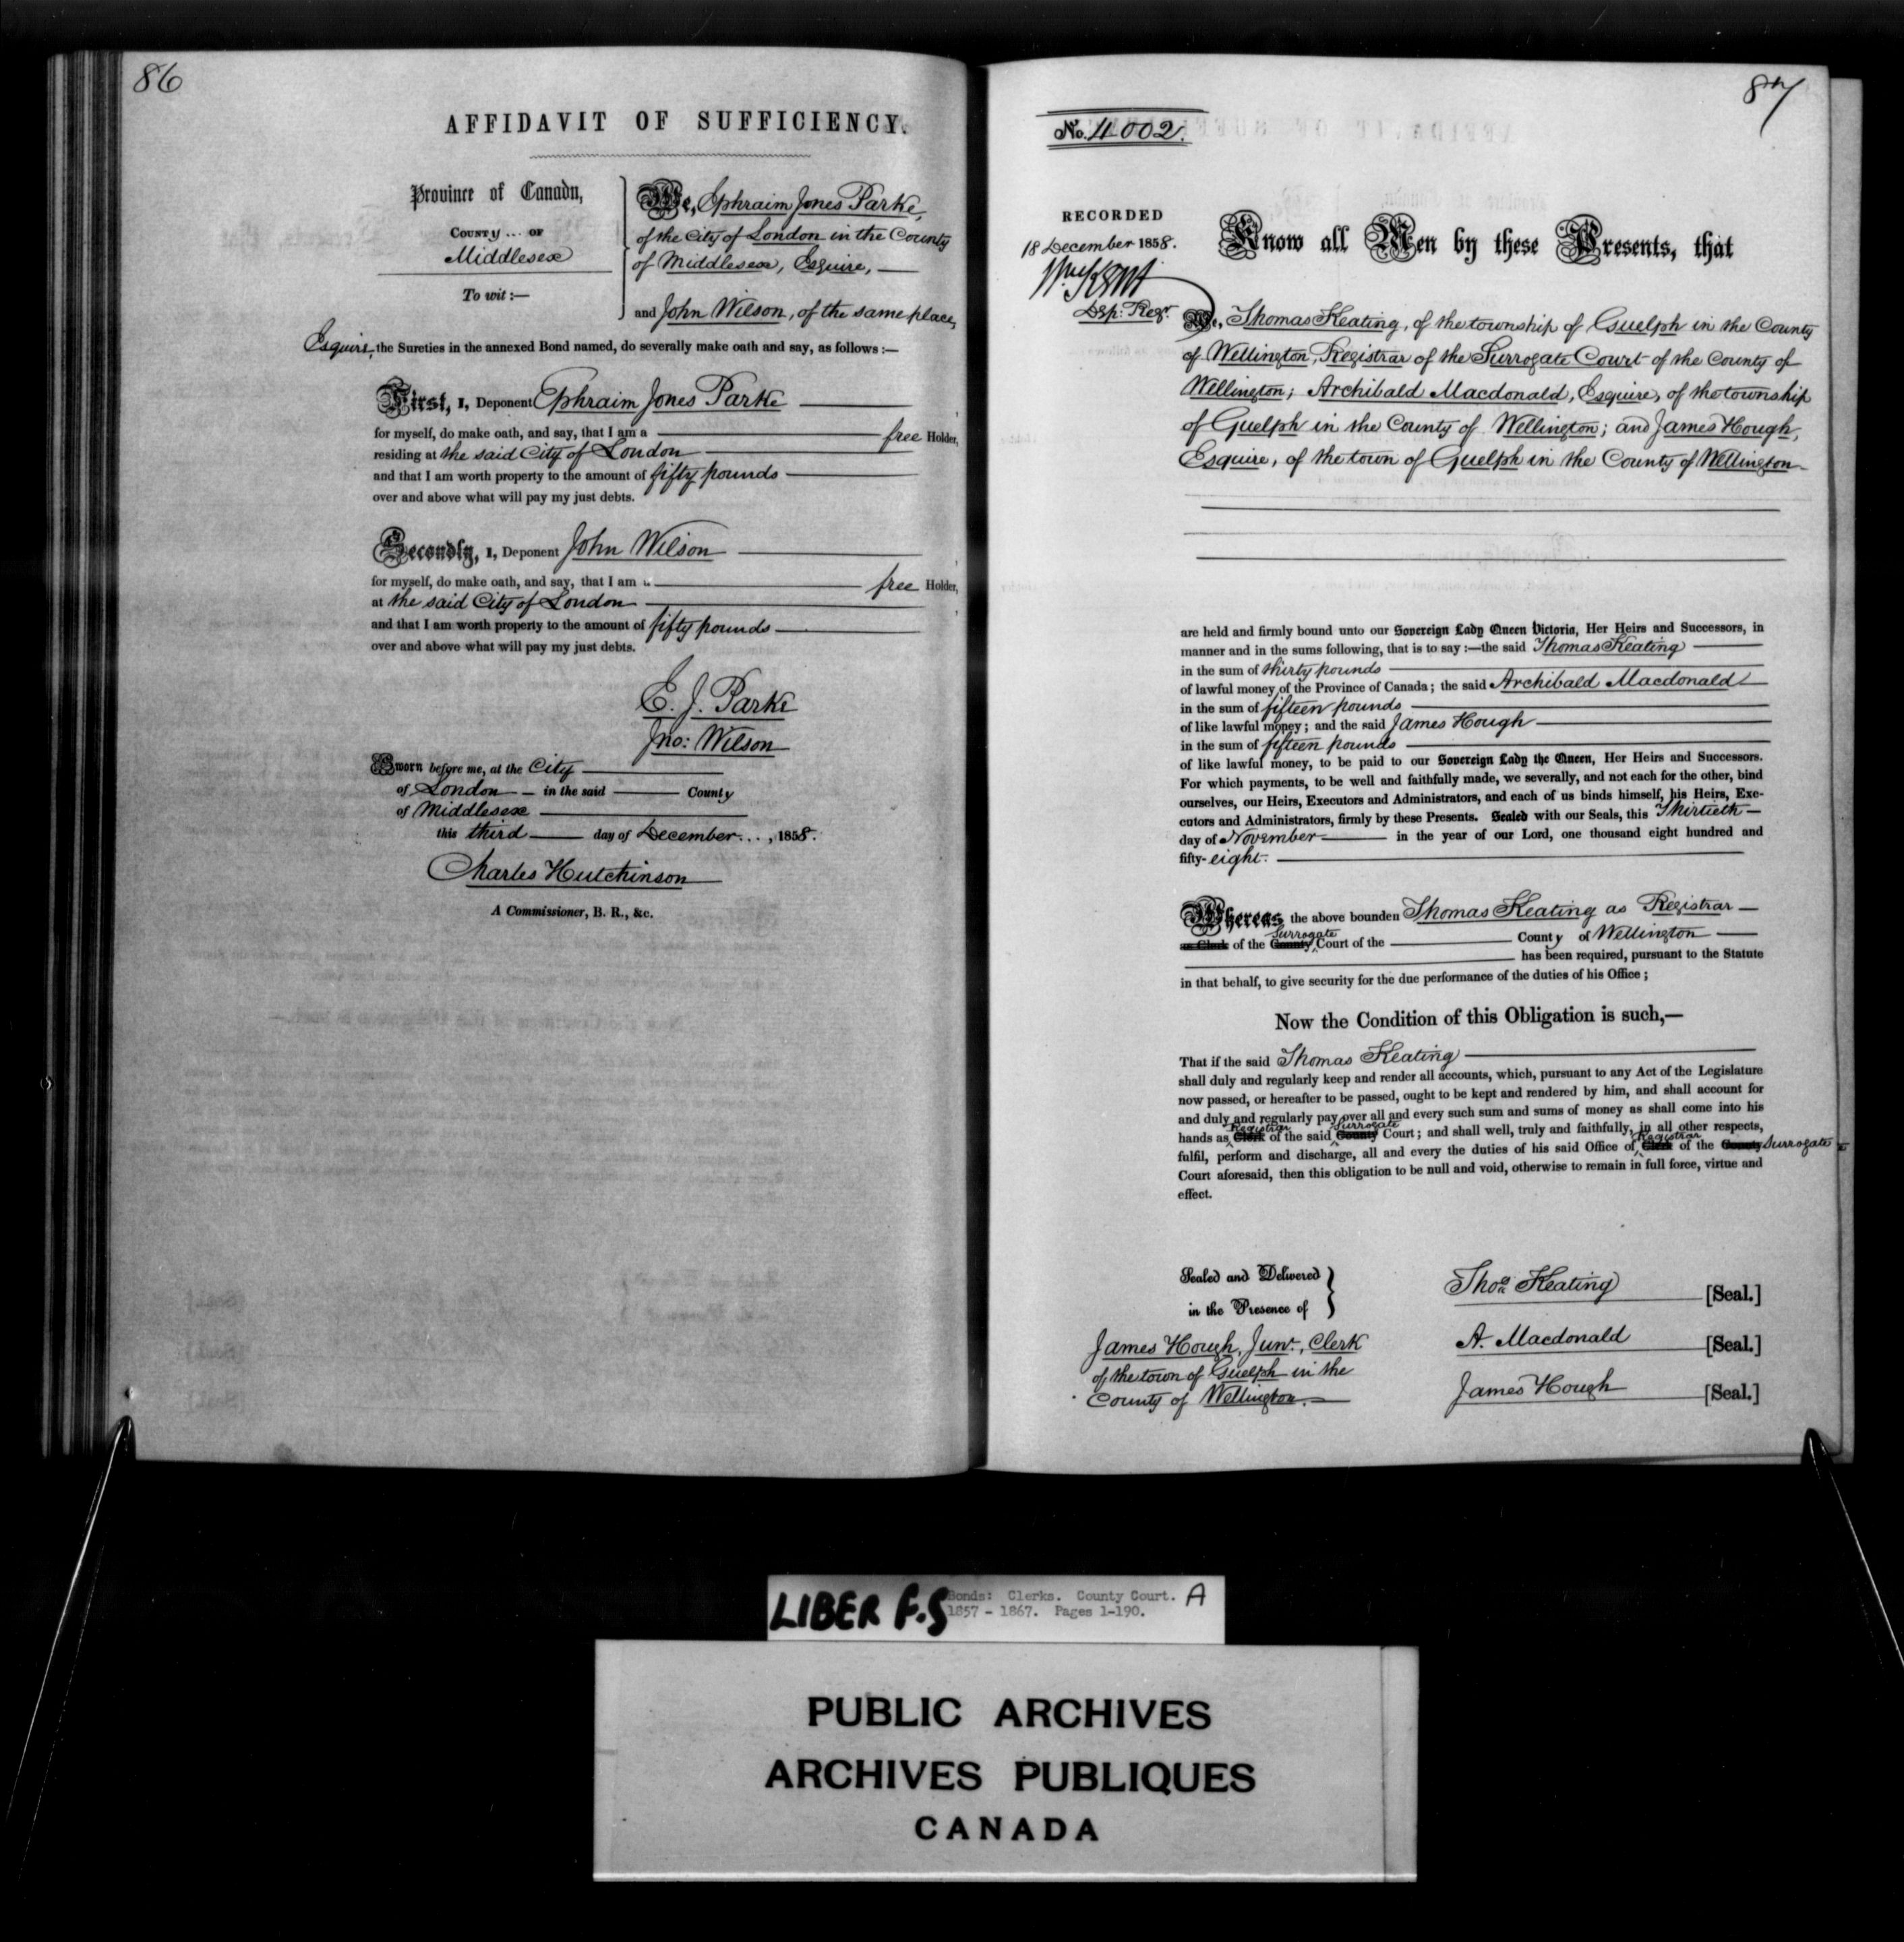 86
AFFIDAVIT OF SUFFICIENCY.
Province of Canada,
COUNTY ... OF
Middlesex
To wit :—
We, Ephraim Jones Parke,
of the City of London in the County
of Middlesex, Esquire,
and John Wilson, of the same place,
Esquire, the Sureties in the annexed Bond named, do severally make oath and say, as follows :—
First, I, Deponent Ephraim Jones Parke
for myself, do make oath, and say, that I am a free Holder,
residing at the said City of London
and that I am worth property to the amount of fifty pounds
over and above what will pay my just debts.
Secondly, I, Deponent John Wilson
for myself, do make oath, and say, that I am a free Holder,
at the said City of London
and that I am worth property to the amount of fifty pounds
over and above what will pay my just debts.
E. J. Parke
Jno: Wilson
Sworn before me, at the City
of London — in the said County
of Middlesex
this third day of December ... , 1858.
Charles Hutchinson
A Commissioner, B. R., &c.
87
No. 4002.
RECORDED
18 December 1858.
Dep: Regr.
Know all Men by these Presents, that
We, Thomas Keating, of the township of Guelph in the County
of Wellington, Registrar of the Surrogate Court of the County of
Wellington; Archibald Macdonald, Esquire, of the township
of Guelph in the County of Wellington; and James Hough,
Esquire, of the town of Guelph in the County of Wellington
are held and firmly bound unto our Sovereign Lady Queen Victoria, Her Heirs and Successors, in
manner and in the sums following, that is to say :—the said Thomas Keating
in the sum of thirty pounds
of lawful money of the Province of Canada; the said Archibald Macdonald
in the sum of fifteen pounds
of like lawful money; and the said James Hough
in the sum of fifteen pounds
of like lawful money, to be paid to our Sovereign Lady the Queen, Her Heirs and Successors.
For which payments, to be well and faithfully made, we severally, and not each for the other, bind
ourselves, our Heirs, Executors and Administrators, and each of us binds himself, his Heirs, Exe-
cutors and Administrators, firmly by these Presents. Sealed with our Seals, this Thirtieth —
day of November in the year of our Lord, one thousand eight hundred and
fifty-eight.
Whereas the above bounden Thomas Keating as Registrar —
as Clerk of the County Surrogate Court of the County of Wellington
has been required, pursuant to the Statute
in that behalf, to give security for the due performance of the duties of his Office ;
Now the Condition of this Obligation is such,—
That if the said Thomas Keating
shall duly and regularly keep and render all accounts, which, pursuant to any Act of the Legislature
now passed, or hereafter to be passed, ought to be kept and rendered by him, and shall account for
and duly and regularly pay over all and every such sum and sums of money as shall come into his
hands as Clerk Registrar of the said County Surrogate Court; and shall well, truly and faithfully, in all other respects,
fulfil, perform and discharge, all and every the duties of his said Office of Clerk Registrar of the County Surrogate
Court aforesaid, then this obligation to be null and void, otherwise to remain in full force, virtue and
effect.
Sealed and Delivered
in the Presence of
James Hough, Junr., Clerk
of the town of Guelph in the
County of Wellington.
Thos. Keating [Seal.]
A. Macdonald [Seal.]
James Hough [Seal.]
LIBER F.S
Bonds: Clerks. County Court. A
1857 - 1867. Pages 1-190.
PUBLIC ARCHIVES
ARCHIVES PUBLIQUES
CANADA